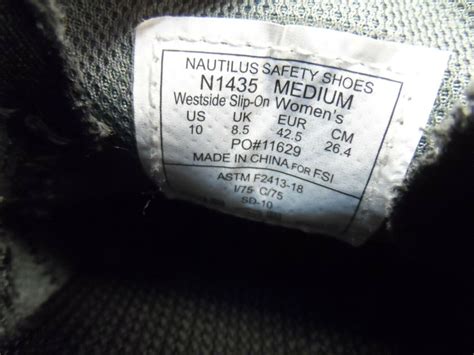 NAUTILUS SAFETY SHOES
N1435 MEDIUM
Westside Slip-On Women's
US UK EUR CM
10 8.5 42.5 26.4
PO#11629
MADE IN CHINA FOR FSI
ASTM F2413-18
I/75 C/75
SD-10